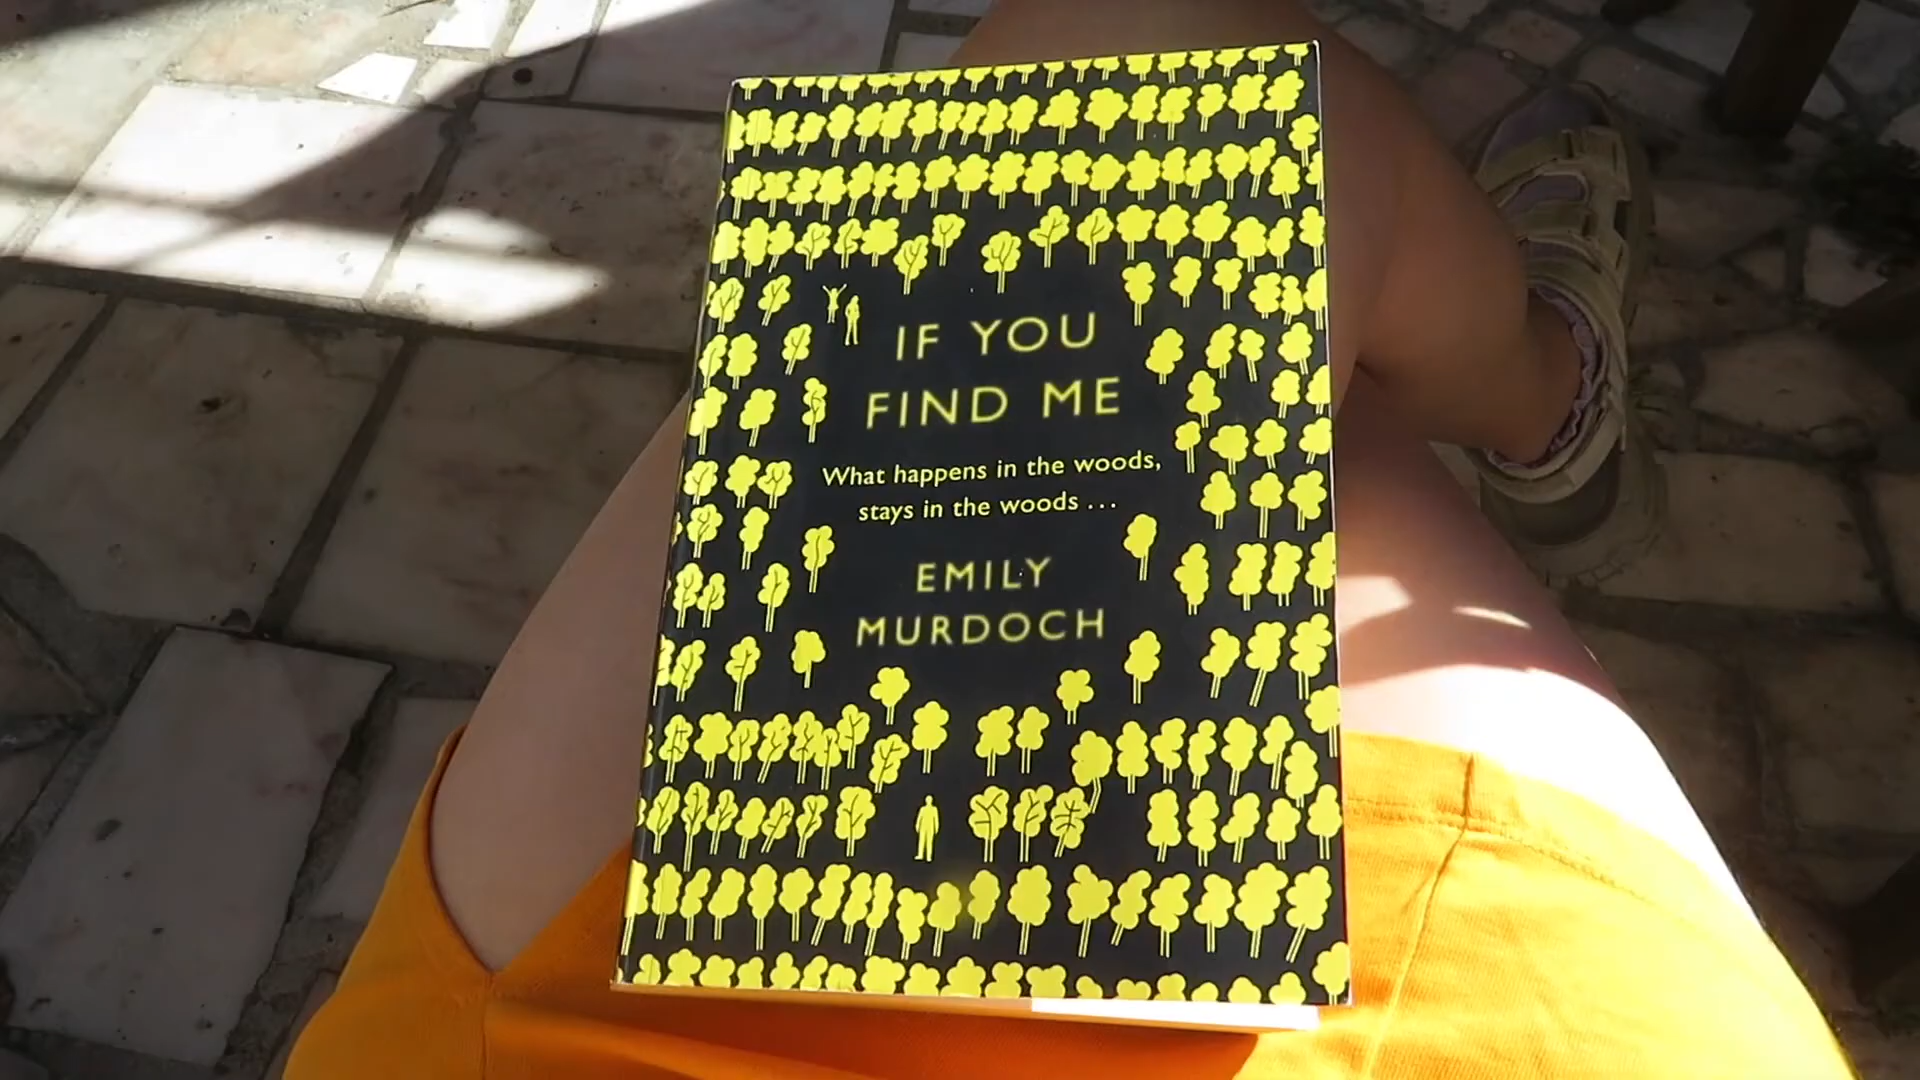 IF YOU
FIND ME
What happens in the woods,
stays in the woods ...
EMILY
MURDOCH